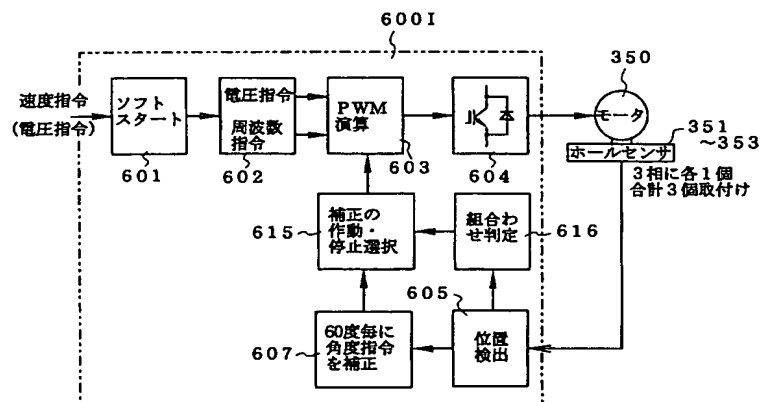 600I
350
速度指令
(電圧指令)
ソフト
スタート
601
電圧指令
周波数
指令
602
PWM
演算
603
604
モータ
351
~353
ホールセンサ
3相に各1個
合計3個取付け
615
補正の
作動・
停止選択
組合わ
せ判定
616
605
607
60度毎に
角度指令
を補正
位置
検出